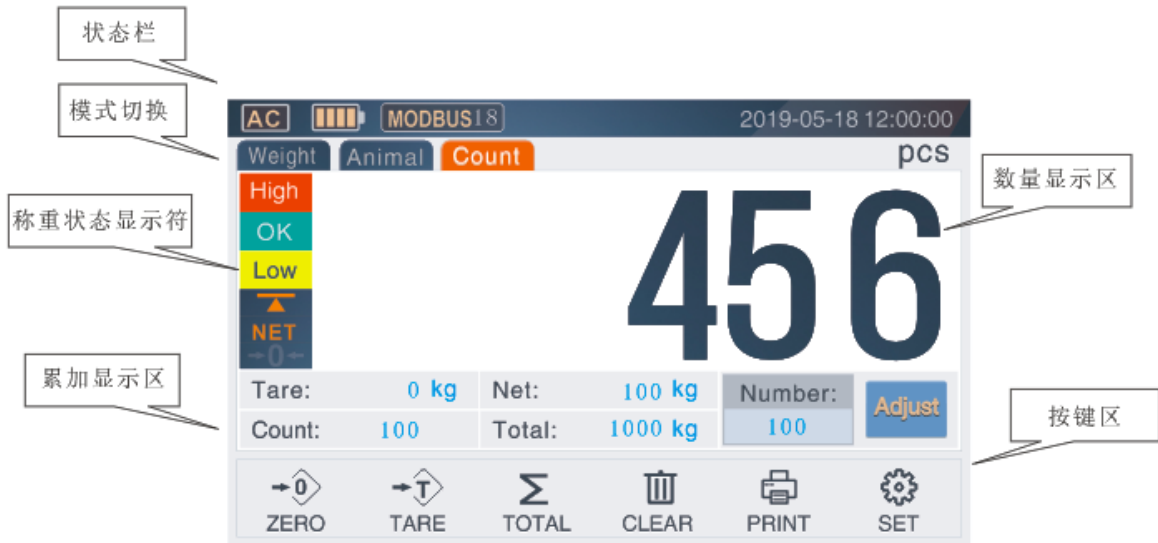 状态栏
模式切换
AC MODBUS18 2019-05-18 12:00:00
Weight Animal Count pcs
数量显示区
High
称重状态显示符
OK
Low
456
NET
→0←
累加显示区
Tare: 0 kg Net: 100 kg Number:
Adjust
Count: 100 Total: 1000 kg 100
按键区
→0 →T Σ
ZERO TARE TOTAL CLEAR PRINT SET